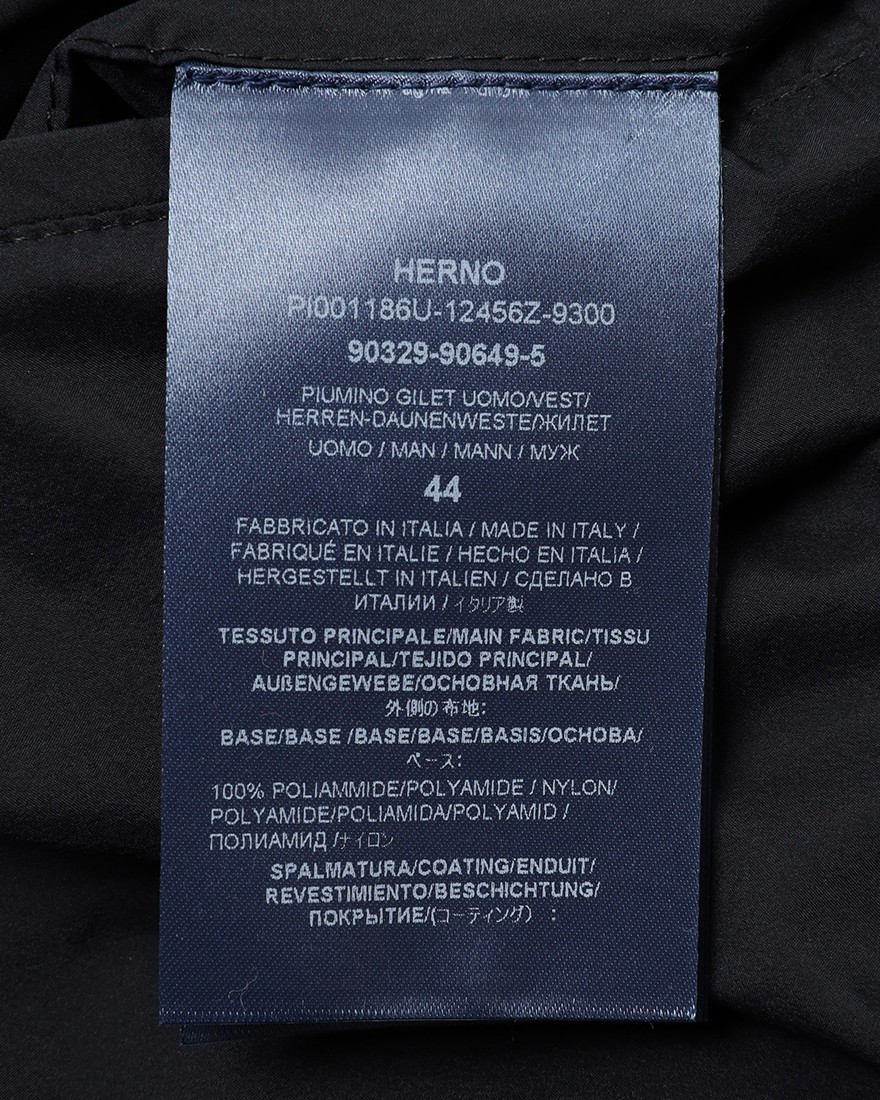 HERNO
PI001186U-12456Z-9300
90329-90649-5
PIUMINO GILET UOMO/VEST/
HERREN-DAUNENWESTE/ЖИЛЕТ
UOMO / MAN / MANN / МУЖ
44
FABBRICATO IN ITALIA / MADE IN ITALY /
FABRIQUÉ EN ITALIE / HECHO EN ITALIA /
HERGESTELLT IN ITALIEN / СДЕЛАНО В
ИТАЛИИ / イタリア製
TESSUTO PRINCIPALE/MAIN FABRIC/TISSU
PRINCIPAL/TEJIDO PRINCIPAL/
AUßENGEWEBE/ОСНОВНАЯ ТКАНЬ/
外側の布地:
BASE/BASE /BASE/BASE/BASIS/ОСНОВА/
ベース:
100% POLIAMMIDE/POLYAMIDE / NYLON/
POLYAMIDE/POLIAMIDA/POLYAMID /
ПОЛИАМИД /ナイロン
SPALMATURA/COATING/ENDUIT/
REVESTIMIENTO/BESCHICHTUNG/
ПОКРЫТИЕ/(コーティング） :